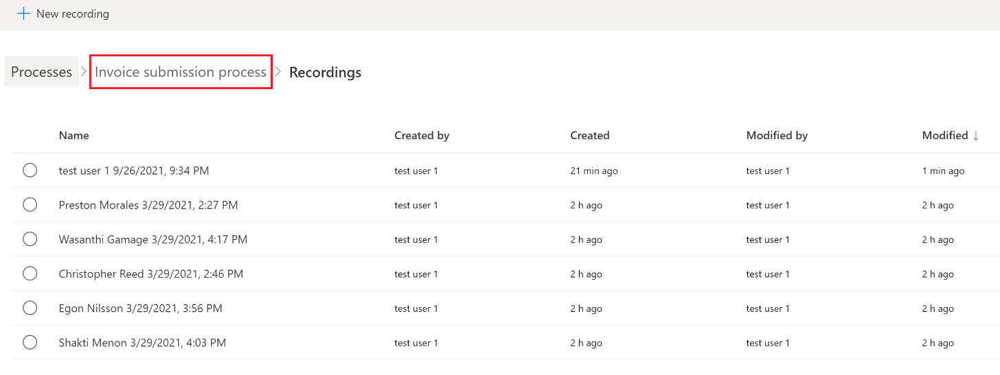 New recording
Processes > Invoice submission process > Recordings
Name Created by Created Modified by Modified ↓
test user 1 9/26/2021, 9:34 PM test user 1 21 min ago test user 1 1 min ago
Preston Morales 3/29/2021, 2:27 PM test user 1 2 h ago test user 1 2 h ago
Wasanthi Gamage 3/29/2021, 4:17 PM test user 1 2 h ago test user 1 2 h ago
Christopher Reed 3/29/2021, 2:46 PM test user 1 2 h ago test user 1 2 h ago
Egon Nilsson 3/29/2021, 3:56 PM test user 1 2 h ago test user 1 2 h ago
Shakti Menon 3/29/2021, 4:03 PM test user 1 2 h ago test user 1 2 h ago